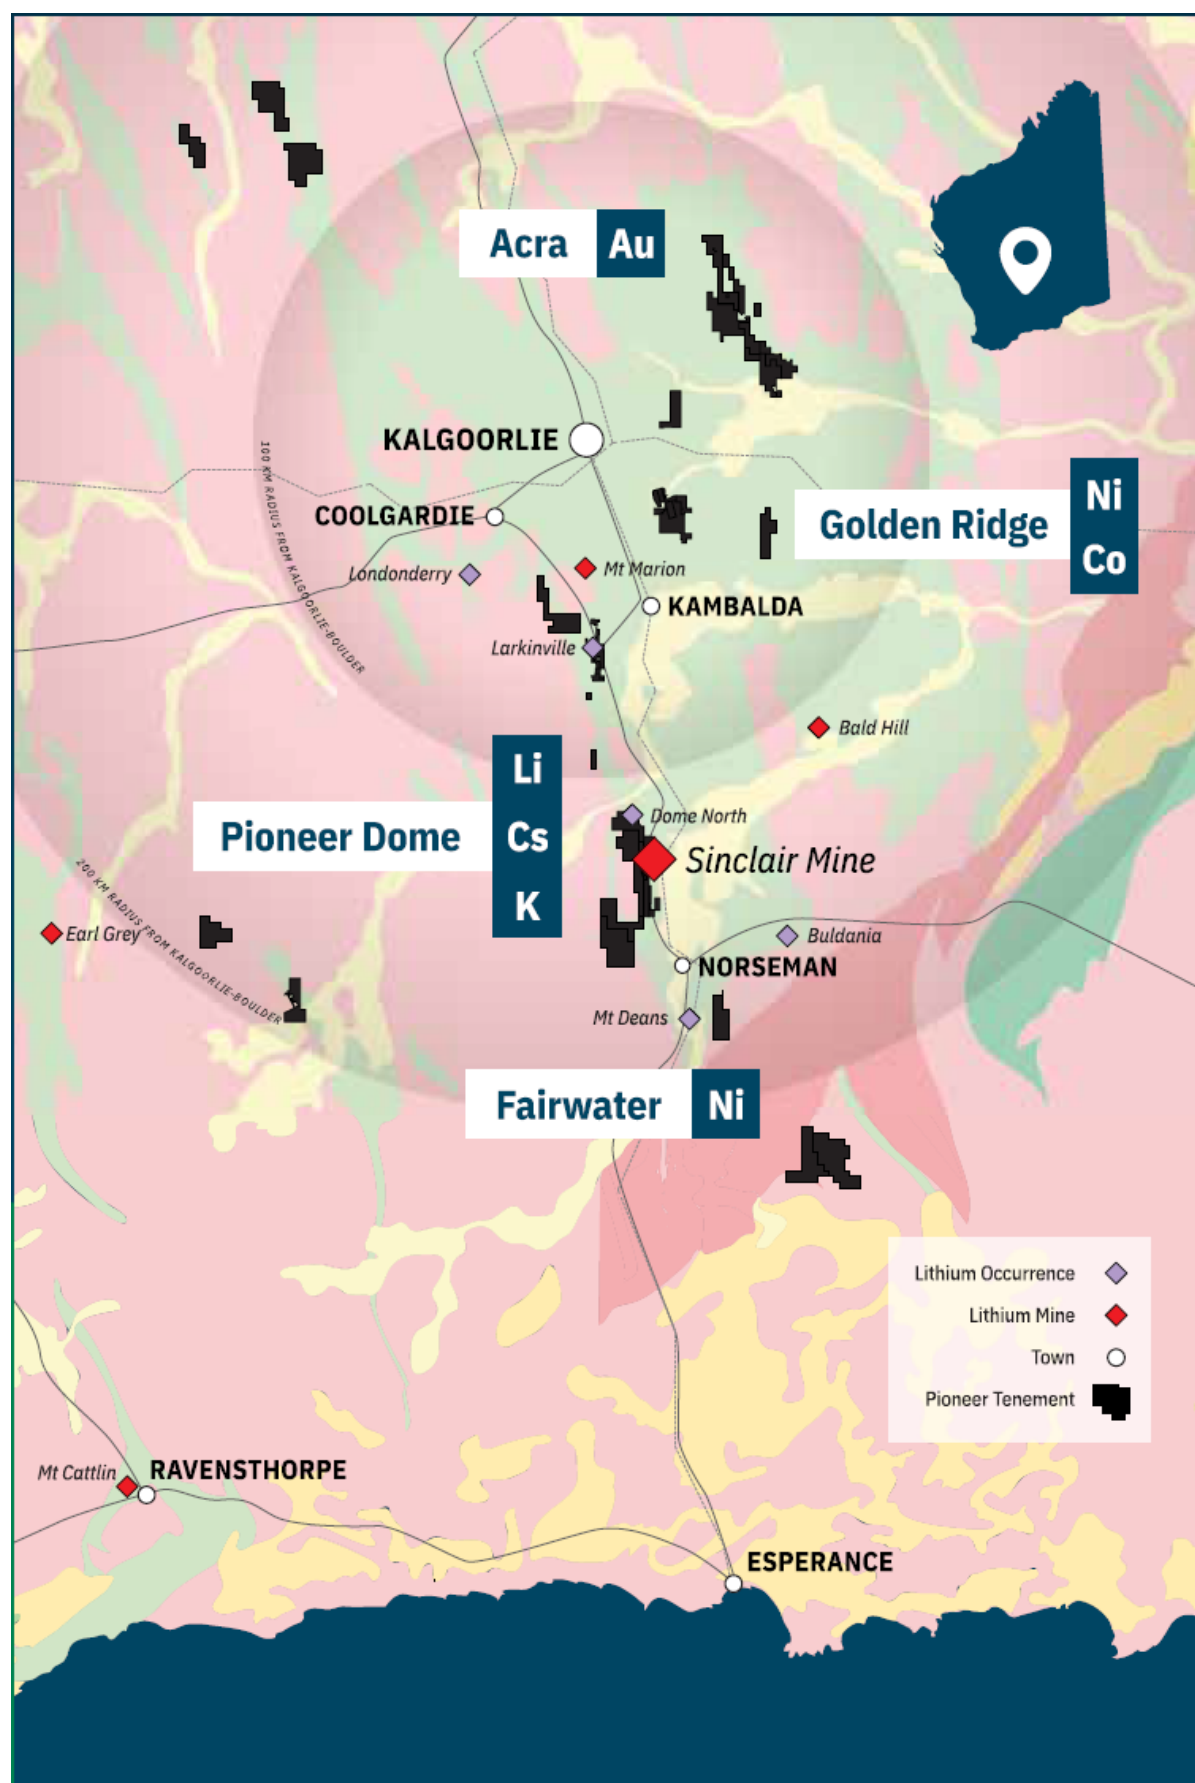 Acra Au
KALGOORLIE
COOLGARDIE
Golden Ridge
Ni
Co
Londonderry
Mt Marion
KAMBALDA
100 KM RADIUS FROM KALGOORLIE-BOULDER
Larkinville
Bald Hill
Pioneer Dome
Li
Cs
K
Dome North
Sinclair Mine
200 KM RADIUS FROM KALGOORLIE-BOULDER
Earl Grey
Buldania
NORSEMAN
Mt Deans
Fairwater Ni
Lithium Occurrence
Lithium Mine
Town
Pioneer Tenement
Mt Cattlin
RAVENSTHORPE
ESPERANCE